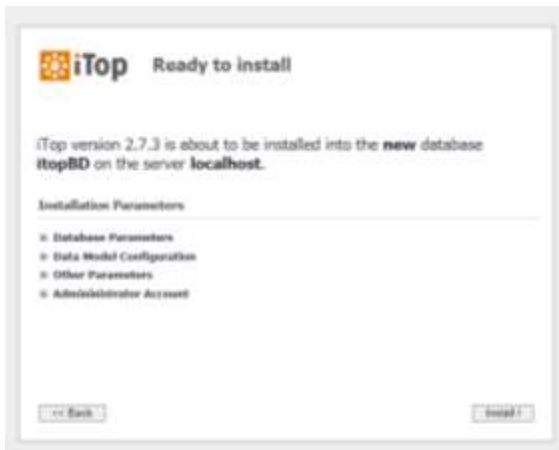 iTop Ready to install
iTop version 2.7.3 is about to be installed into the new database
itopBD on the server localhost.
Installation Parameters
Database Parameters
Data Model Configuration
Other Parameters
Admininistrator Account
<< Back
Install !